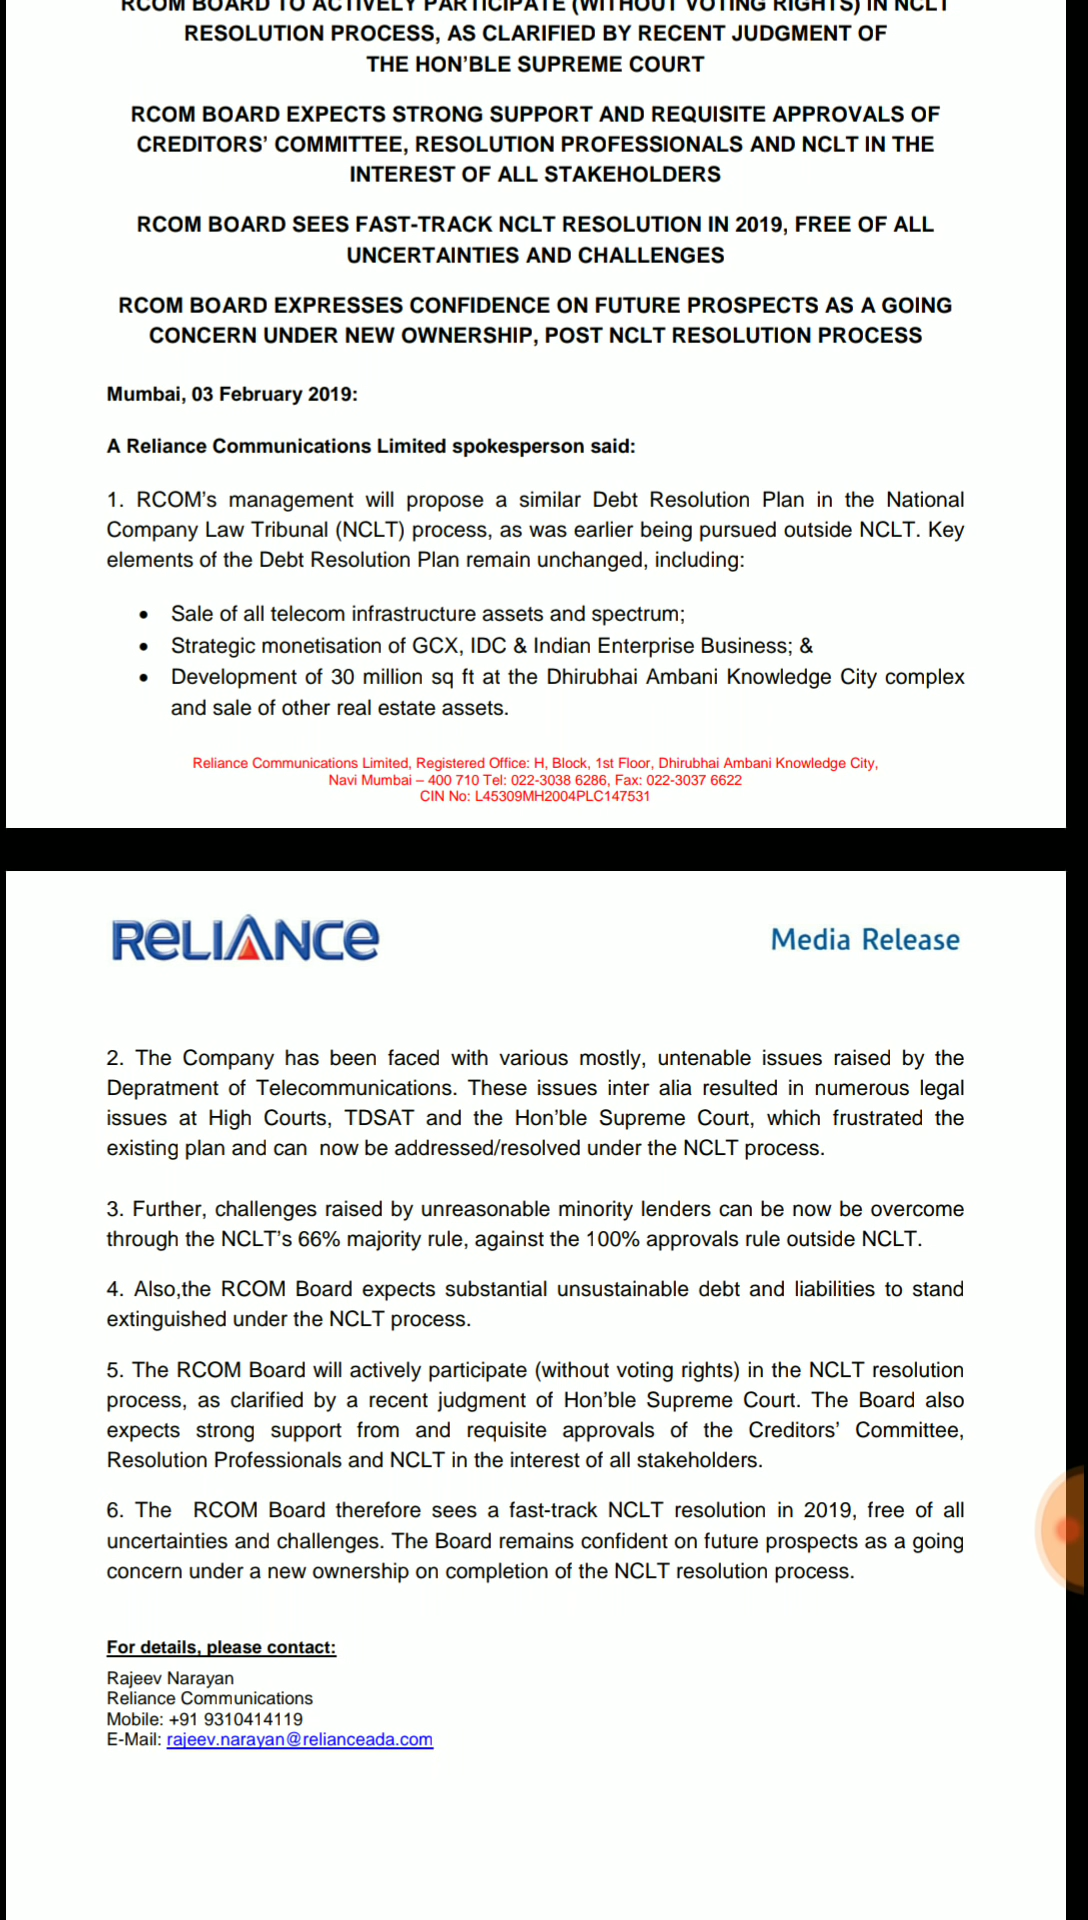 RCOM BOARD TO ACTIVELY PARTICIPATE (WITHOUT VOTING RIGHTS) IN NCLT
RESOLUTION PROCESS, AS CLARIFIED BY RECENT JUDGMENT OF
THE HON’BLE SUPREME COURT
RCOM BOARD EXPECTS STRONG SUPPORT AND REQUISITE APPROVALS OF
CREDITORS’ COMMITTEE, RESOLUTION PROFESSIONALS AND NCLT IN THE
INTEREST OF ALL STAKEHOLDERS
RCOM BOARD SEES FAST-TRACK NCLT RESOLUTION IN 2019, FREE OF ALL
UNCERTAINTIES AND CHALLENGES
RCOM BOARD EXPRESSES CONFIDENCE ON FUTURE PROSPECTS AS A GOING
CONCERN UNDER NEW OWNERSHIP, POST NCLT RESOLUTION PROCESS
Mumbai, 03 February 2019:
A Reliance Communications Limited spokesperson said:
1. RCOM’s management will propose a similar Debt Resolution Plan in the National
Company Law Tribunal (NCLT) process, as was earlier being pursued outside NCLT. Key
elements of the Debt Resolution Plan remain unchanged, including:
• Sale of all telecom infrastructure assets and spectrum;
• Strategic monetisation of GCX, IDC & Indian Enterprise Business; &
• Development of 30 million sq ft at the Dhirubhai Ambani Knowledge City complex
and sale of other real estate assets.
Reliance Communications Limited, Registered Office: H, Block, 1st Floor, Dhirubhai Ambani Knowledge City,
Navi Mumbai – 400 710 Tel: 022-3038 6286, Fax: 022-3037 6622
CIN No: L45309MH2004PLC147531
RELIANCE Media Release
2. The Company has been faced with various mostly, untenable issues raised by the
Depratment of Telecommunications. These issues inter alia resulted in numerous legal
issues at High Courts, TDSAT and the Hon’ble Supreme Court, which frustrated the
existing plan and can now be addressed/resolved under the NCLT process.
3. Further, challenges raised by unreasonable minority lenders can be now be overcome
through the NCLT’s 66% majority rule, against the 100% approvals rule outside NCLT.
4. Also,the RCOM Board expects substantial unsustainable debt and liabilities to stand
extinguished under the NCLT process.
5. The RCOM Board will actively participate (without voting rights) in the NCLT resolution
process, as clarified by a recent judgment of Hon’ble Supreme Court. The Board also
expects strong support from and requisite approvals of the Creditors’ Committee,
Resolution Professionals and NCLT in the interest of all stakeholders.
6. The RCOM Board therefore sees a fast-track NCLT resolution in 2019, free of all
uncertainties and challenges. The Board remains confident on future prospects as a going
concern under a new ownership on completion of the NCLT resolution process.
For details, please contact:
Rajeev Narayan
Reliance Communications
Mobile: +91 9310414119
E-Mail: rajeev.narayan@relianceada.com